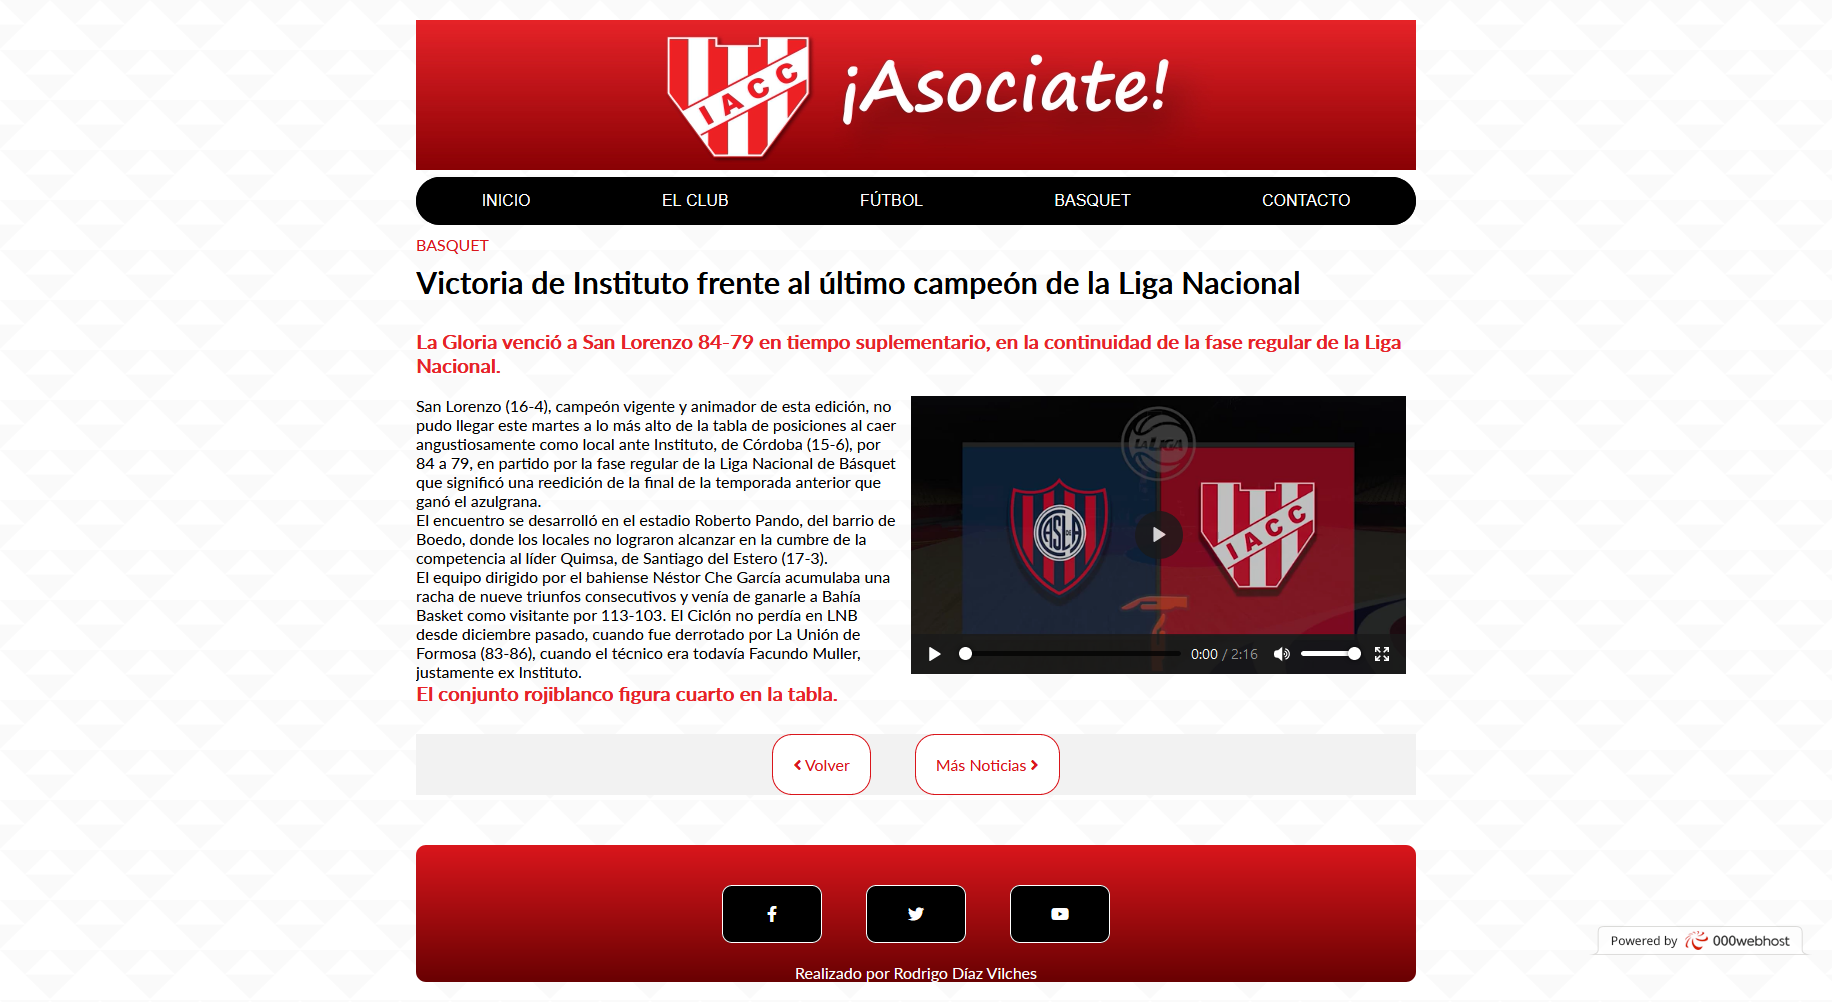 IACC
¡Asociate!
INICIO
EL CLUB
FÚTBOL
BASQUET
CONTACTO
BASQUET
Victoria de Instituto frente al último campeón de la Liga Nacional
La Gloria venció a San Lorenzo 84-79 en tiempo suplementario, en la continuidad de la fase regular de la Liga
Nacional.
San Lorenzo (16-4), campeón vigente y animador de esta edición, no
pudo llegar este martes a lo más alto de la tabla de posiciones al caer
angustiosamente como local ante Instituto, de Córdoba (15-6), por
84 a 79, en partido por la fase regular de la Liga Nacional de Básquet
que significó una reedición de la final de la temporada anterior que
ganó el azulgrana.
El encuentro se desarrolló en el estadio Roberto Pando, del barrio de
Boedo, donde los locales no lograron alcanzar en la cumbre de la
competencia al líder Quimsa, de Santiago del Estero (17-3).
El equipo dirigido por el bahiense Néstor Che García acumulaba una
racha de nueve triunfos consecutivos y venía de ganarle a Bahía
Basket como visitante por 113-103. El Ciclón no perdía en LNB
desde diciembre pasado, cuando fue derrotado por La Unión de
Formosa (83-86), cuando el técnico era todavía Facundo Muller,
justamente ex Instituto.
El conjunto rojiblanco figura cuarto en la tabla.
LA LIGA
CASLA
IACC
0:00 / 2:16
Volver
Más Noticias
Realizado por Rodrigo Díaz Vilches
Powered by 000webhost